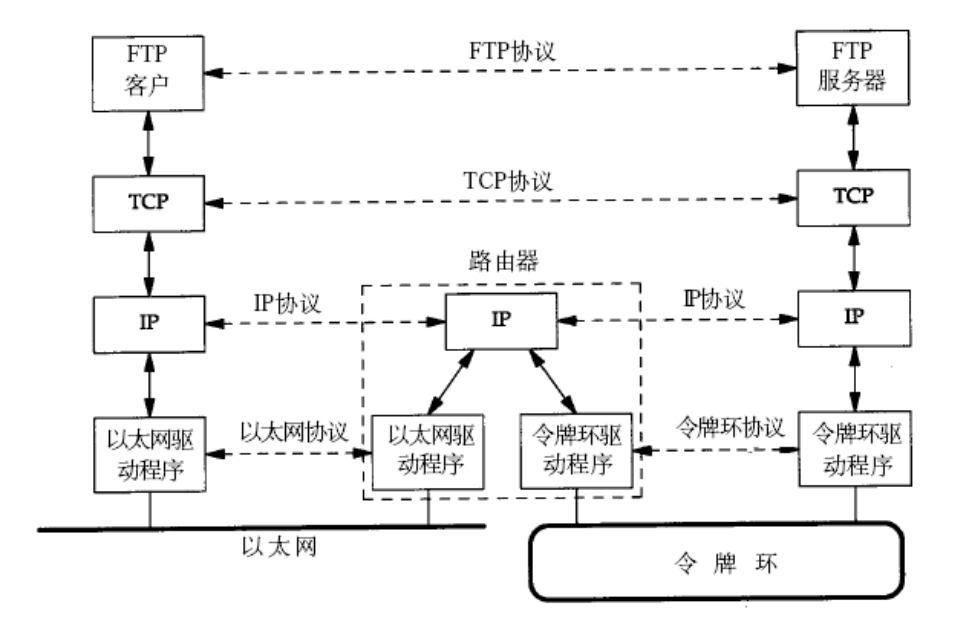 FTP
客户
FTP协议
FTP
服务器
TCP
TCP协议
TCP
路由器
IP
IP协议
IP
IP协议
IP
以太网驱
动程序
以太网协议
以太网驱
动程序
令牌环驱
动程序
令牌环协议
令牌环驱
动程序
以太网
令牌环